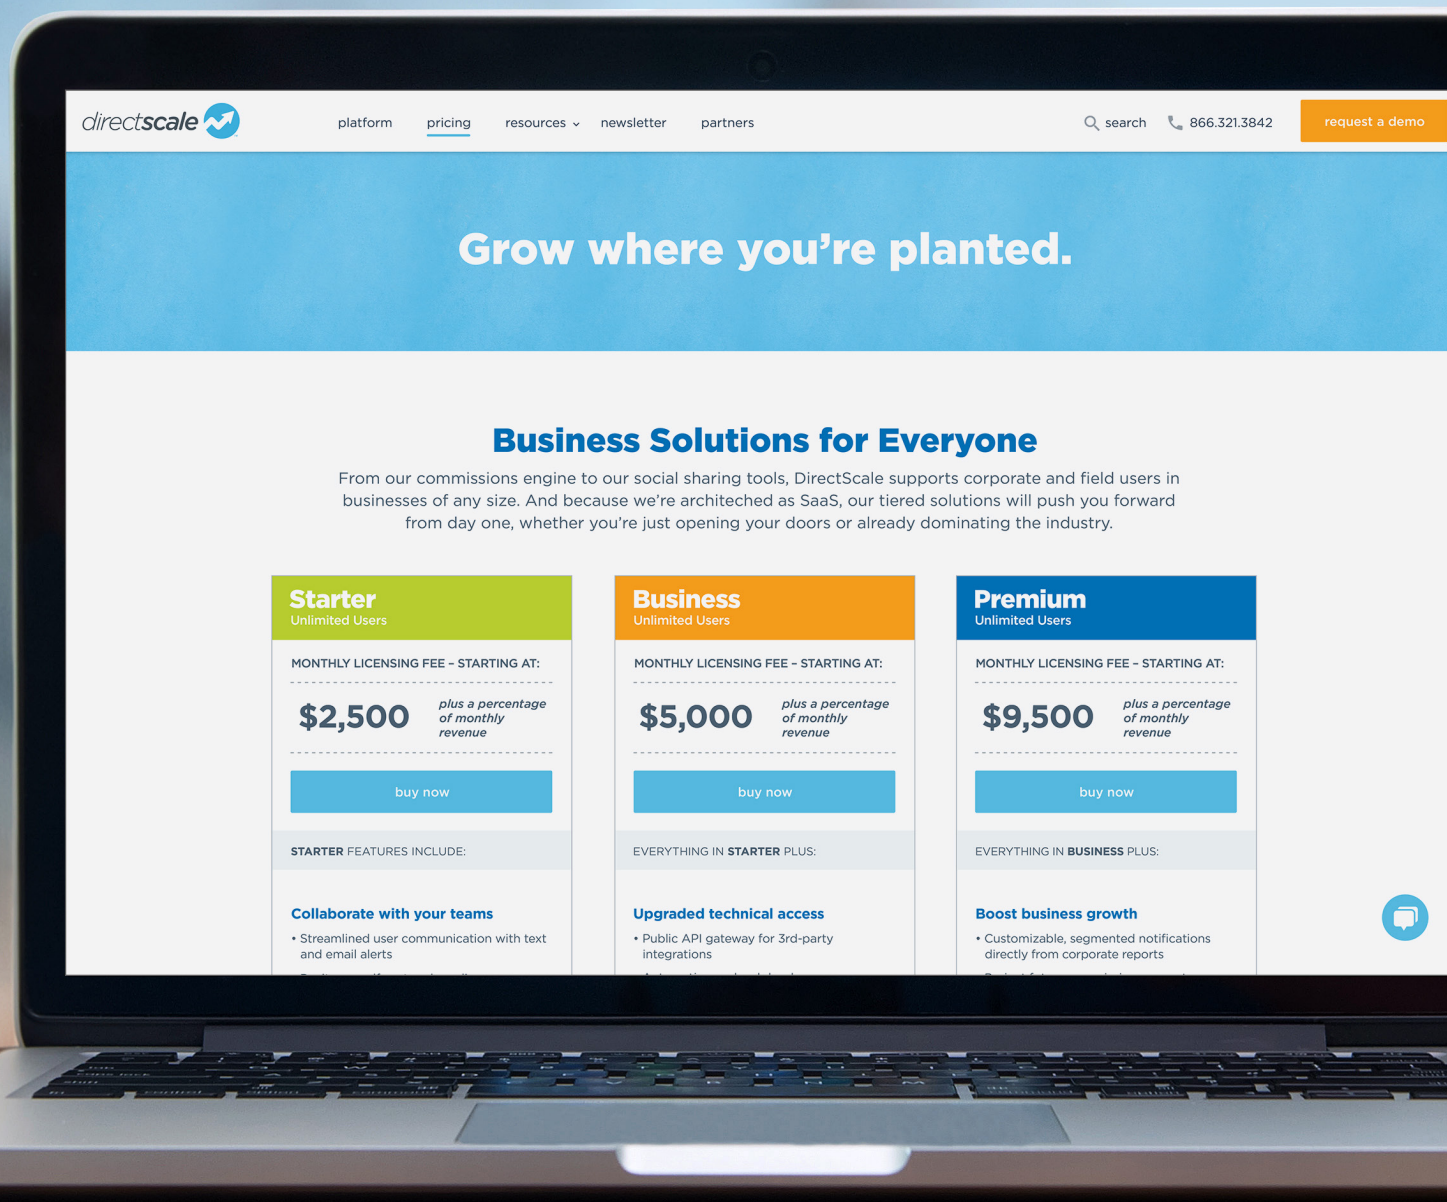 directscale
platform
pricing
resources
newsletter
partners
search
866.321.3842
request a demo
Grow where you’re planted.
Business Solutions for Everyone
From our commissions engine to our social sharing tools, DirectScale supports corporate and field users in
businesses of any size. And because we’re architeched as SaaS, our tiered solutions will push you forward
from day one, whether you’re just opening your doors or already dominating the industry.
Starter
Unlimited Users
MONTHLY LICENSING FEE – STARTING AT:
$2,500
plus a percentage
of monthly
revenue
buy now
STARTER FEATURES INCLUDE:
Collaborate with your teams
• Streamlined user communication with text
and email alerts
Business
Unlimited Users
MONTHLY LICENSING FEE – STARTING AT:
$5,000
plus a percentage
of monthly
revenue
buy now
EVERYTHING IN STARTER PLUS:
Upgraded technical access
• Public API gateway for 3rd-party
integrations
Premium
Unlimited Users
MONTHLY LICENSING FEE – STARTING AT:
$9,500
plus a percentage
of monthly
revenue
buy now
EVERYTHING IN BUSINESS PLUS:
Boost business growth
• Customizable, segmented notifications
directly from corporate reports